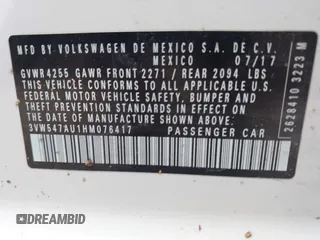 MFD BY VOLKSWAGEN DE MEXICO S.A. DE C.V.
MEXICO 07/17
GVWR4255 GAWR FRONT 2271 / REAR 2094 LBS
THIS VEHICLE CONFORMS TO ALL APPLICABLE U.S.
FEDERAL MOTOR VEHICLE SAFETY, BUMPER AND
THEFT PREVENTION STANDARDS IN EFFECT ON THE
DATE OF MANUFACTURE SHOWN ABOVE.
3VW547AU1HM076417 PASSENGER CAR
2628410 3223 M
DREAMBID